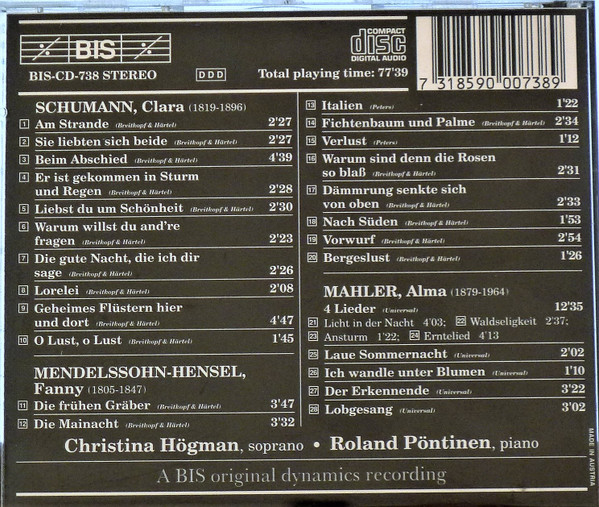 BIS
COMPACT
disc
DIGITAL AUDIO
BIS-CD-738 STEREO
DDD
Total playing time: 77'39
7 318590 007389
SCHUMANN, Clara (1819-1896)
1 Am Strande (Breitkopf & Härtel) 2'27
2 Sie liebten sich beide (Breitkopf & Härtel) 2'27
3 Beim Abschied (Breitkopf & Härtel) 4'39
4 Er ist gekommen in Sturm
und Regen (Breitkopf & Härtel) 2'28
5 Liebst du um Schönheit (Breitkopf & Härtel) 2'30
6 Warum willst du and're
fragen (Breitkopf & Härtel) 2'23
7 Die gute Nacht, die ich dir
sage (Breitkopf & Härtel) 2'26
8 Lorelei (Breitkopf & Härtel) 2'08
9 Geheimes Flüstern hier
und dort (Breitkopf & Härtel) 4'47
10 O Lust, o Lust (Breitkopf & Härtel) 1'45
MENDELSSOHN-HENSEL,
Fanny (1805-1847)
11 Die frühen Gräber (Breitkopf & Härtel) 3'47
12 Die Mainacht (Breitkopf & Härtel) 3'32
13 Italien (Peters) 1'22
14 Fichtenbaum und Palme (Breitkopf & Härtel) 2'34
15 Verlust (Peters) 1'12
16 Warum sind denn die Rosen
so blaß (Breitkopf & Härtel) 2'31
17 Dämmrung senkte sich
von oben (Breitkopf & Härtel) 2'33
18 Nach Süden (Breitkopf & Härtel) 1'53
19 Vorwurf (Breitkopf & Härtel) 2'54
20 Bergeslust (Breitkopf & Härtel) 1'26
MAHLER, Alma (1879-1964)
4 Lieder (Universal) 12'35
21 Licht in der Nacht 4'03; 22 Waldseligkeit 2'37;
23 Ansturm 1'22; 24 Erntelied 4'13
25 Laue Sommernacht (Universal) 2'02
26 Ich wandle unter Blumen (Universal) 1'10
27 Der Erkennende (Universal) 3'22
28 Lobgesang (Universal) 3'02
Christina Högman, soprano • Roland Pöntinen, piano
A BIS original dynamics recording
MADE IN AUSTRIA